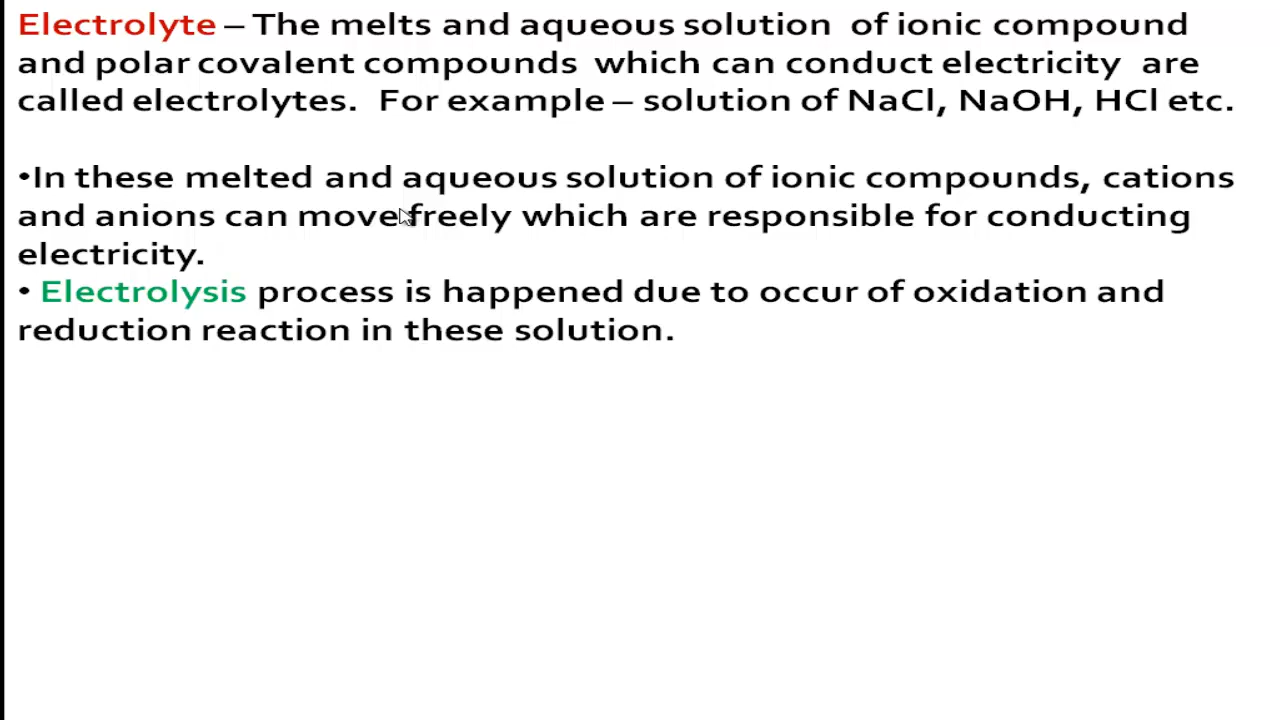 Electrolyte – The melts and aqueous solution of ionic compound
and polar covalent compounds which can conduct electricity are
called electrolytes. For example – solution of NaCl, NaOH, HCl etc.
•In these melted and aqueous solution of ionic compounds, cations
and anions can move freely which are responsible for conducting
electricity.
• Electrolysis process is happened due to occur of oxidation and
reduction reaction in these solution.